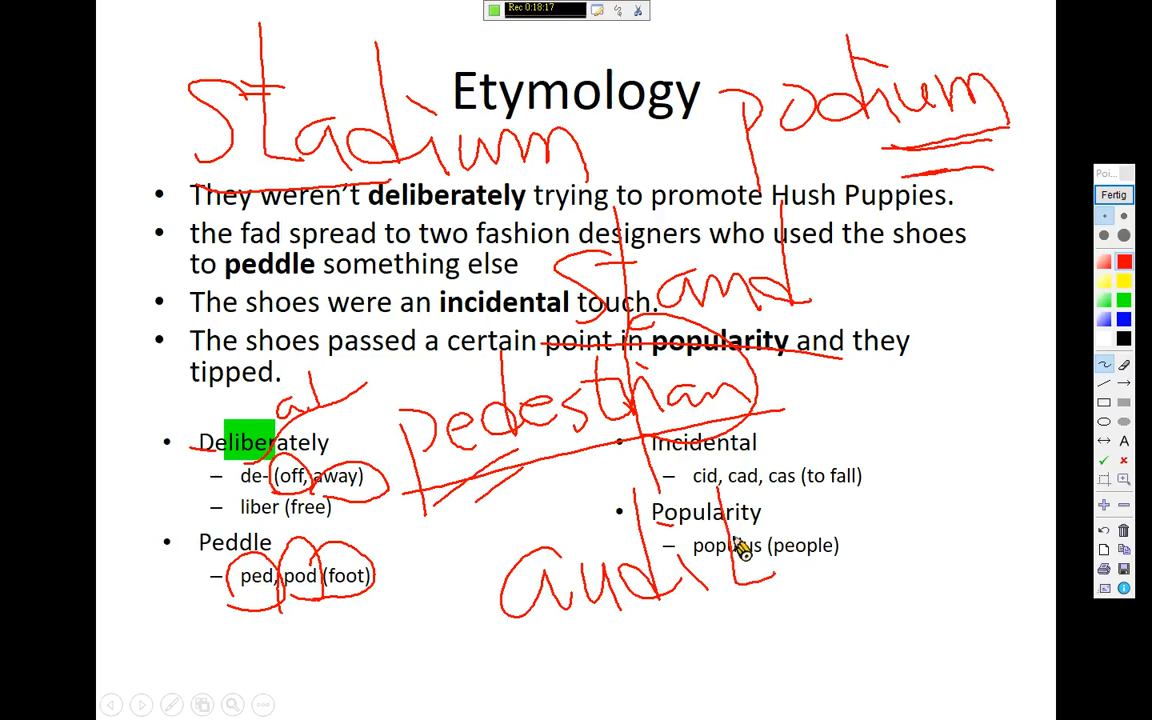 Rec 0:18:17
Etymology
Stadium
podium
• They weren't deliberately trying to promote Hush Puppies.
• the fad spread to two fashion designers who used the shoes
to peddle something else
stand
• The shoes were an incidental touch.
• The shoes passed a certain point in popularity and they
tipped.
pedestrian
• Deliberately
– de- (off, away)
– liber (free)
• Peddle
– ped, pod (foot)
• Incidental
– cid, cad, cas (to fall)
• Popularity
– populus (people)
audit
Poi...
Fertig
A